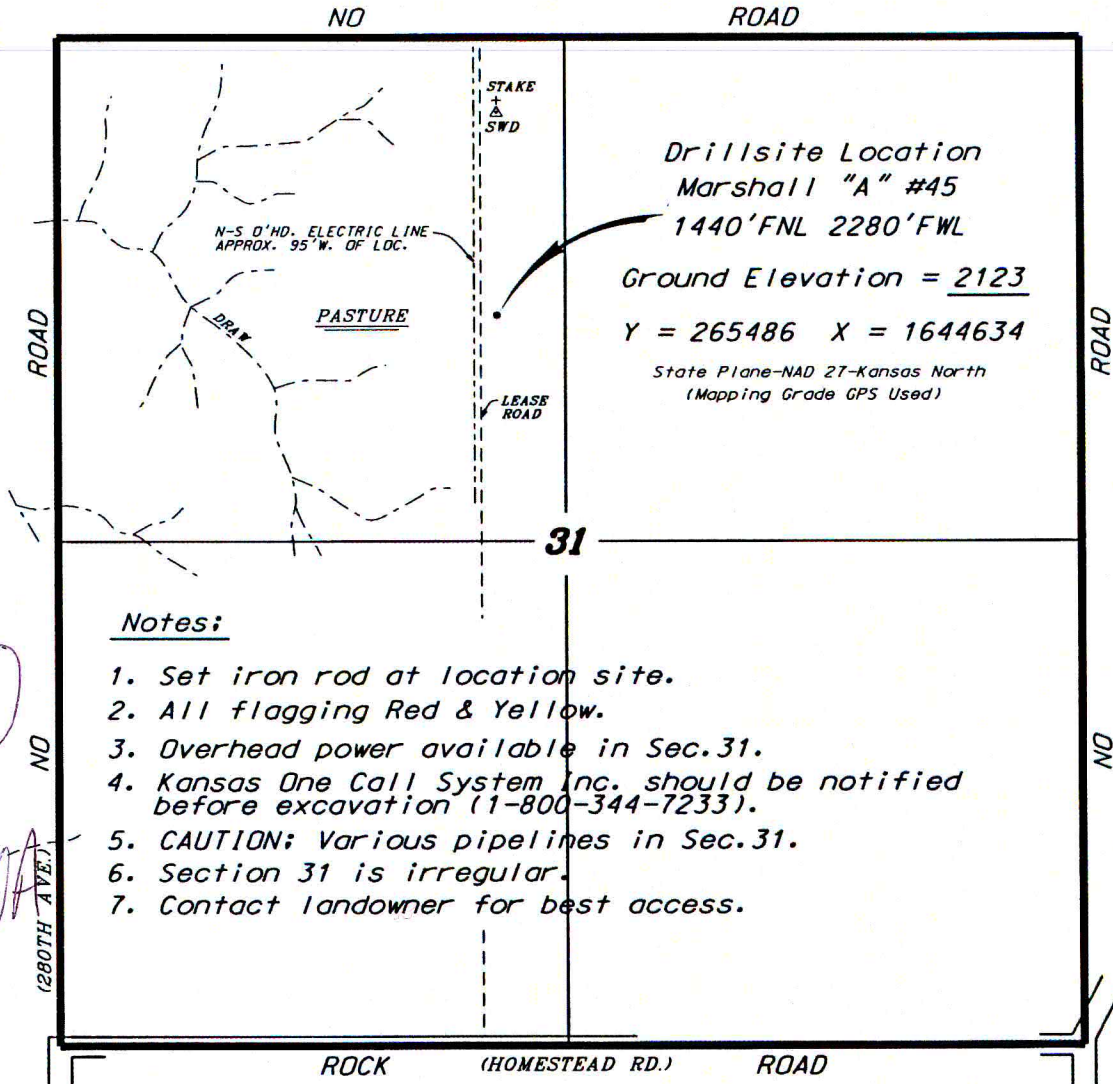 NO ROAD
STAKE
SWD
Drillsite Location
Marshall "A" #45
1440'FNL 2280'FWL
N-S O'HD. ELECTRIC LINE
APPROX. 95'W. OF LOC.
Ground Elevation = 2123
PASTURE
DRAW
Y = 265486 X = 1644634
State Plane-NAD 27-Kansas North
(Mapping Grade GPS Used)
LEASE
ROAD
ROAD
ROAD
31
Notes:
1. Set iron rod at location site.
2. All flagging Red & Yellow.
3. Overhead power available in Sec.31.
4. Kansas One Call System Inc. should be notified
before excavation (1-800-344-7233).
5. CAUTION: Various pipelines in Sec.31.
6. Section 31 is irregular.
7. Contact landowner for best access.
NO
NO
(280TH AVE.)
ROCK (HOMESTEAD RD.) ROAD